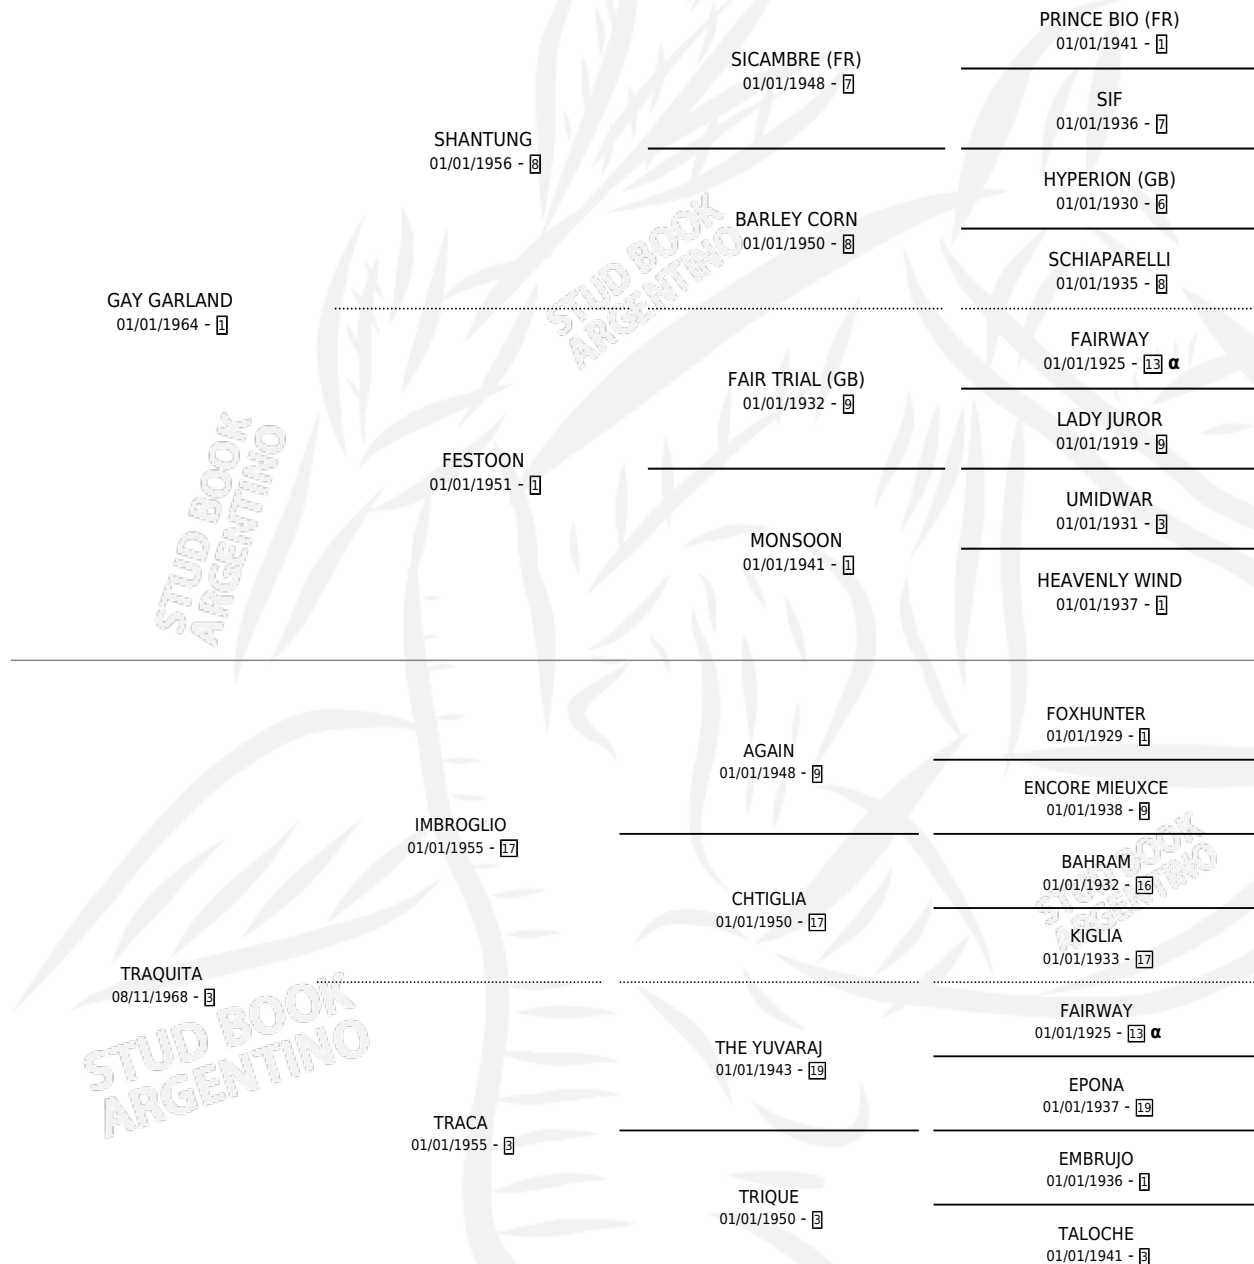 PRINCE BIO (FR)
01/01/1941 - 1
SICAMBRE (FR)
01/01/1948 - 7
SIF
01/01/1936 - 7
SHANTUNG
01/01/1956 - 8
HYPERION (GB)
01/01/1930 - 6
BARLEY CORN
01/01/1950 - 8
SCHIAPARELLI
01/01/1935 - 8
GAY GARLAND
01/01/1964 - 1
FAIRWAY
01/01/1925 - 13 α
FAIR TRIAL (GB)
01/01/1932 - 9
LADY JUROR
01/01/1919 - 9
FESTOON
01/01/1951 - 1
UMIDWAR
01/01/1931 - 3
MONSOON
01/01/1941 - 1
HEAVENLY WIND
01/01/1937 - 1
FOXHUNTER
01/01/1929 - 1
AGAIN
01/01/1948 - 9
ENCORE MIEUXCE
01/01/1938 - 9
IMBROGLIO
01/01/1955 - 17
BAHRAM
01/01/1932 - 16
CHTIGLIA
01/01/1950 - 17
KIGLIA
01/01/1933 - 17
TRAQUITA
08/11/1968 - 3
FAIRWAY
01/01/1925 - 13 α
THE YUVARAJ
01/01/1943 - 19
EPONA
01/01/1937 - 19
TRACA
01/01/1955 - 3
EMBRUJO
01/01/1936 - 1
TRIQUE
01/01/1950 - 3
TALOCHE
01/01/1941 - 3
STUD BOOK
ARGENTINO
STUD BOOK
ARGENTINO
STUD BOOK
ARGENTINO
STUD BOOK
ARGENTINO